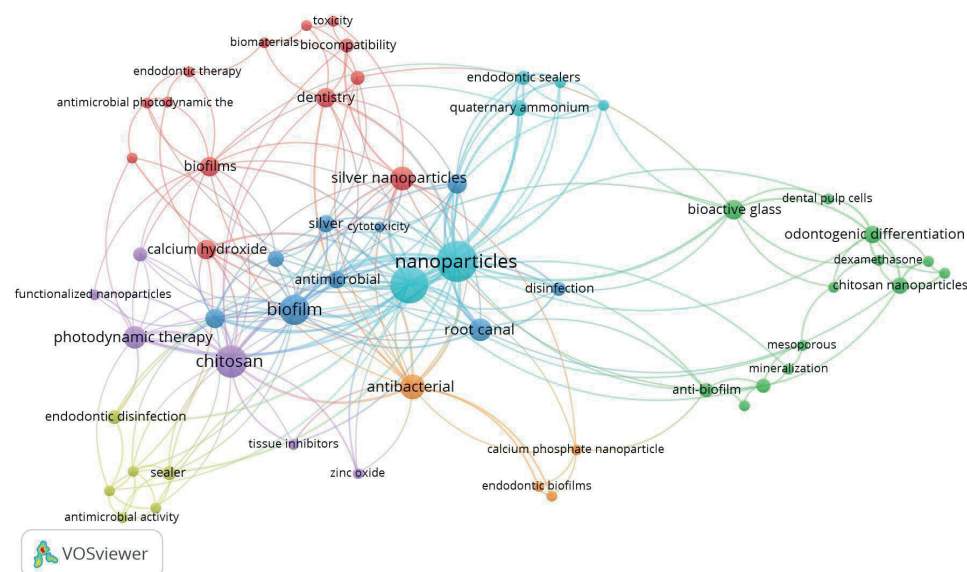 toxicity
biomaterials
biocompatibility
endodontic therapy
endodontic sealers
antimicrobial photodynamic the
dentistry
quaternary ammonium
biofilms
silver nanoparticles
dental pulp cells
bioactive glass
silver
cytotoxicity
odontogenic differentiation
calcium hydroxide
nanoparticles
dexamethasone
antimicrobial
chitosan nanoparticles
functionalized nanoparticles
disinfection
biofilm
root canal
photodynamic therapy
mesoporous
chitosan
mineralization
antibacterial
anti-biofilm
endodontic disinfection
tissue inhibitors
calcium phosphate nanoparticle
sealer
zinc oxide
endodontic biofilms
antimicrobial activity
VOSviewer